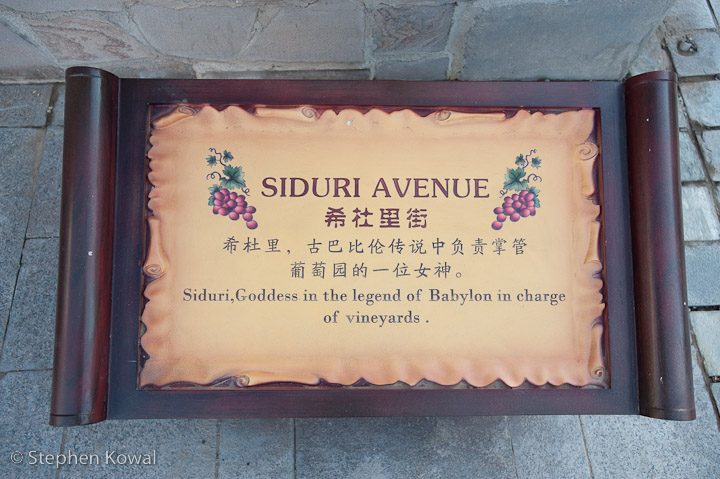 SIDURI AVENUE
希杜里街
希杜里，古巴比伦传说中负责掌管
葡萄园的一位女神。
Siduri,Goddess in the legend of Babylon in charge
of vineyards .
© Stephen Kowal